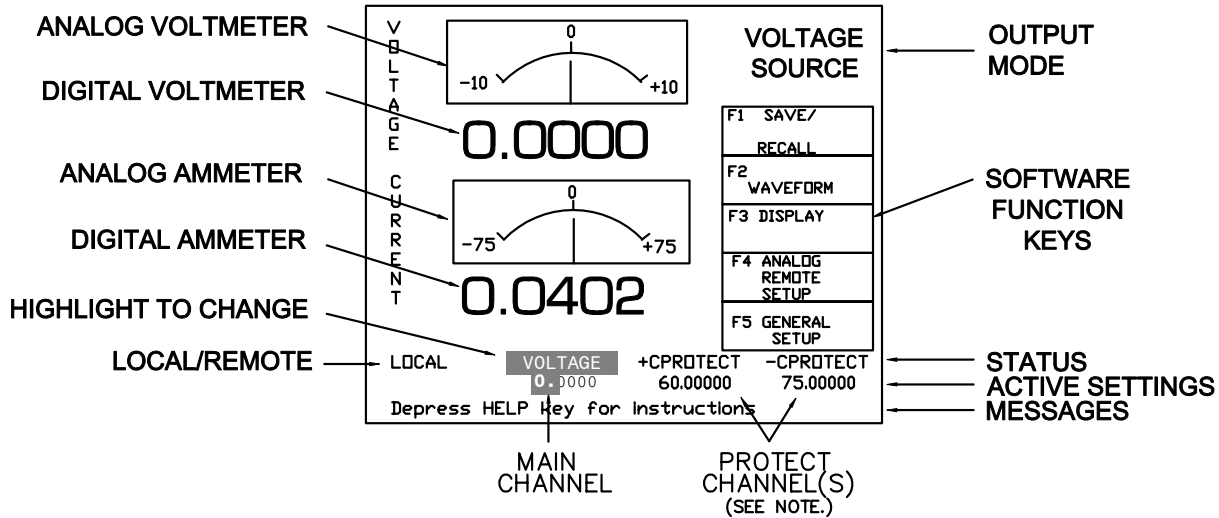 ANALOG VOLTMETER
DIGITAL VOLTMETER
ANALOG AMMETER
DIGITAL AMMETER
HIGHLIGHT TO CHANGE
LOCAL/REMOTE
VOLTAGE
CURRENT
0
-10
+10
0.0000
0
-75
+75
0.0402
VOLTAGE
SOURCE
F1 SAVE/
RECALL
F2
WAVEFORM
F3 DISPLAY
F4 ANALOG
REMOTE
SETUP
F5 GENERAL
SETUP
LOCAL VOLTAGE +CPROTECT -CPROTECT
0.0000 60.00000 75.00000
Depress HELP Key for Instructions
OUTPUT
MODE
SOFTWARE
FUNCTION
KEYS
STATUS
ACTIVE SETTINGS
MESSAGES
MAIN
CHANNEL
PROTECT
CHANNEL(S)
(SEE NOTE.)